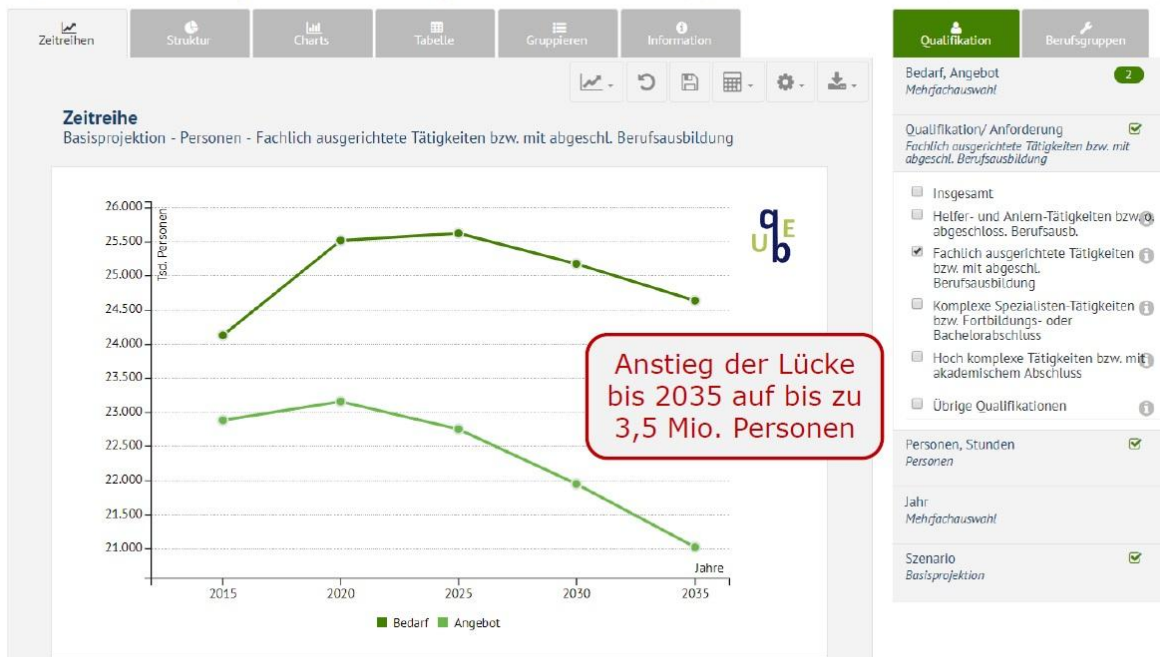 Zeitreihen
Struktur
Charts
Tabelle
Gruppieren
Information
Zeitreihe
Basisprojektion - Personen - Fachlich ausgerichtete Tätigkeiten bzw. mit abgeschl. Berufsausbildung
26.000
25.500
25.000
24.500
24.000
23.500
23.000
22.500
22.000
21.500
21.000
Tsd. Personen
qube
Anstieg der Lücke
bis 2035 auf bis zu
3,5 Mio. Personen
Jahre
2015
2020
2025
2030
2035
Bedarf
Angebot
Qualifikation
Berufsgruppen
Bedarf, Angebot
2
Mehrfachauswahl
Qualifikation/ Anforderung
Fachlich ausgerichtete Tätigkeiten bzw. mit
abgeschl. Berufsausbildung
Insgesamt
Helfer- und Anlern-Tätigkeiten bzw. o.
abgeschloss. Berufsausb.
Fachlich ausgerichtete Tätigkeiten
bzw. mit abgeschl.
Berufsausbildung
Komplexe Spezialisten-Tätigkeiten
bzw. Fortbildungs- oder
Bachelorabschluss
Hoch komplexe Tätigkeiten bzw. mit
akademischem Abschluss
Übrige Qualifikationen
Personen, Stunden
Personen
Jahr
Mehrfachauswahl
Szenario
Basisprojektion